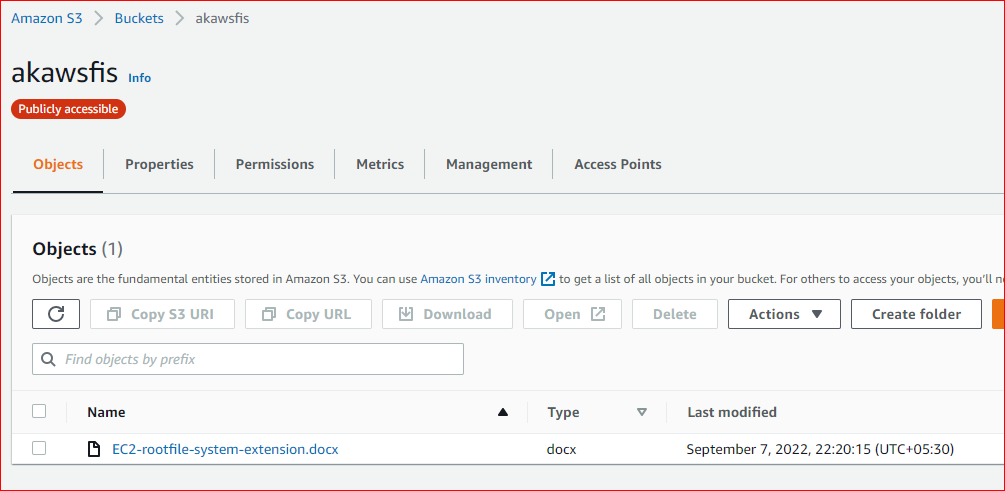 Amazon S3 > Buckets > akawsfis
akawsfis Info
Publicly accessible
Objects Properties Permissions Metrics Management Access Points
Objects (1)
Objects are the fundamental entities stored in Amazon S3. You can use Amazon S3 inventory to get a list of all objects in your bucket. For others to access your objects, you'll
Copy S3 URI Copy URL Download Open Delete Actions Create folder
Find objects by prefix
Name Type Last modified
EC2-rootfile-system-extension.docx docx September 7, 2022, 22:20:15 (UTC+05:30)